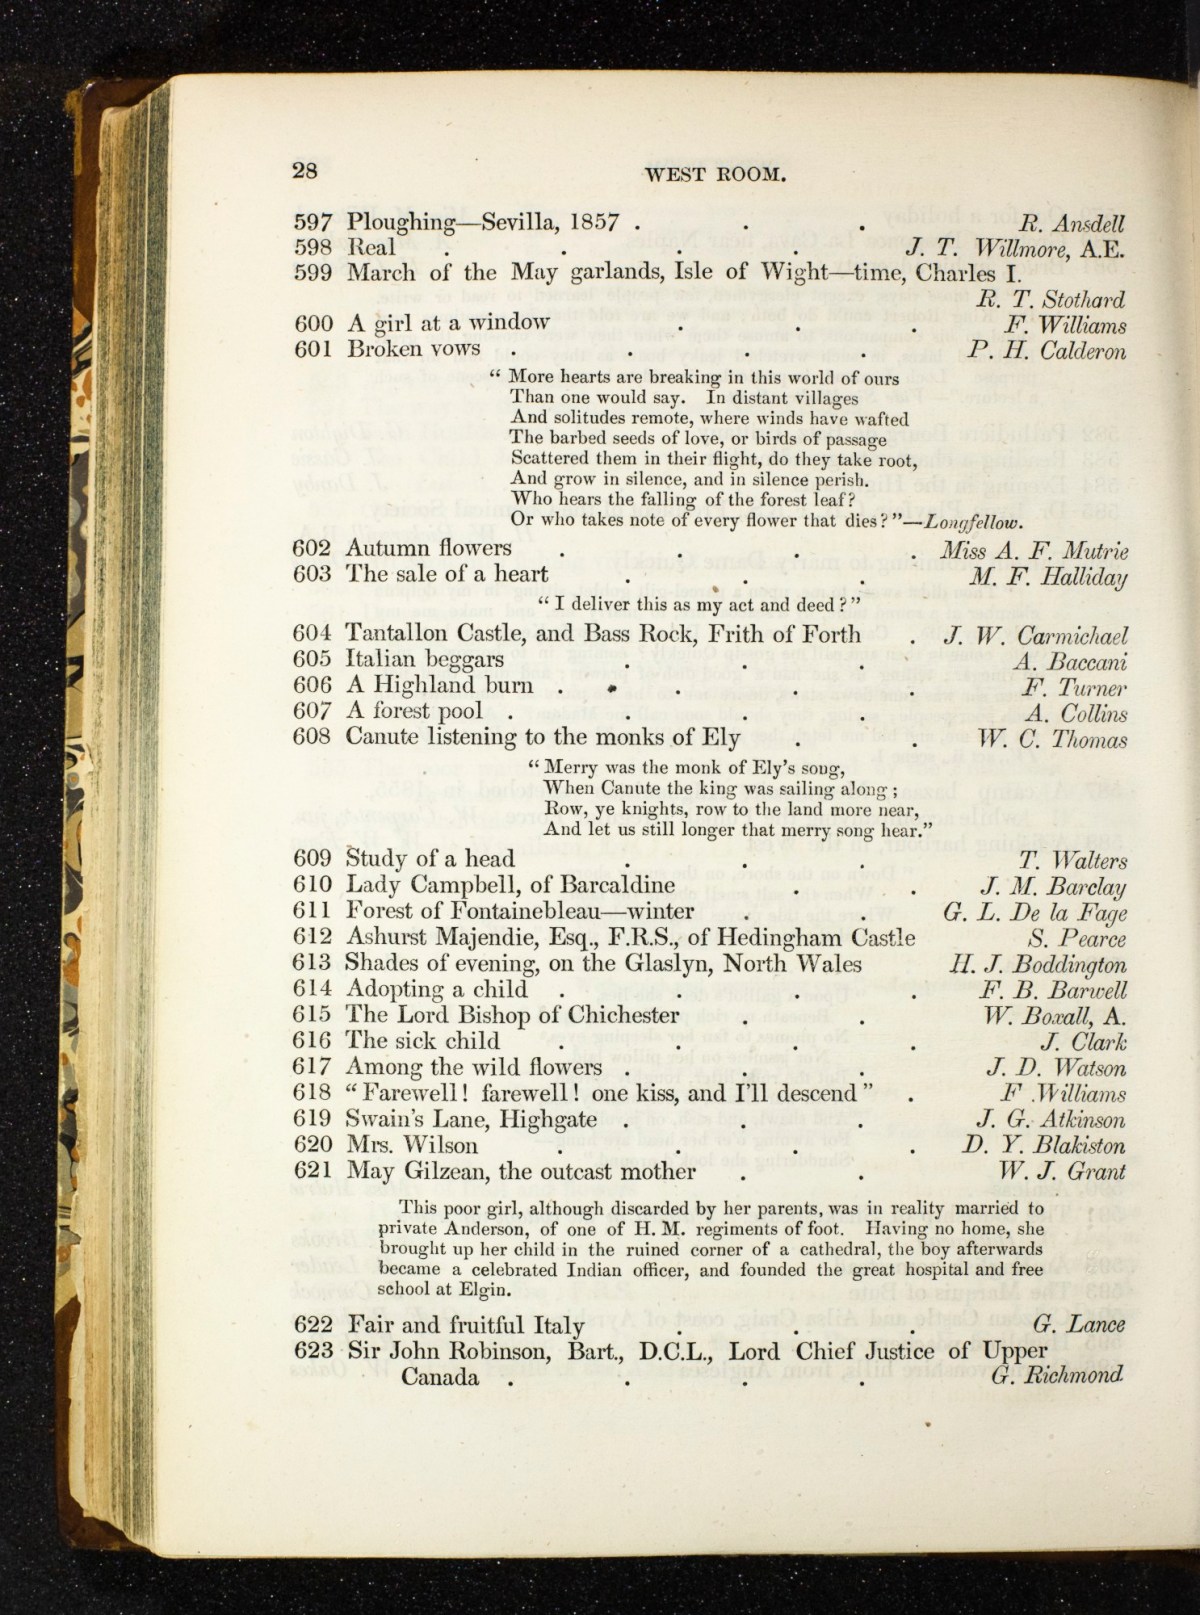 28 WEST ROOM.
597 Ploughing—Sevilla, 1857 . . . R. Ansdell
598 Real . . . . J. T. Willmore, A.E.
599 March of the May garlands, Isle of Wight—time, Charles I.
R. T. Stothard
600 A girl at a window . . . F. Williams
601 Broken vows . . . . P. H. Calderon
“ More hearts are breaking in this world of ours
Than one would say. In distant villages
And solitudes remote, where winds have wafted
The barbed seeds of love, or birds of passage
Scattered them in their flight, do they take root,
And grow in silence, and in silence perish.
Who hears the falling of the forest leaf?
Or who takes note of every flower that dies?”—Longfellow.
602 Autumn flowers . . . . Miss A. F. Mutrie
603 The sale of a heart . . . M. F. Halliday
“ I deliver this as my act and deed?”
604 Tantallon Castle, and Bass Rock, Frith of Forth . J. W. Carmichael
605 Italian beggars . . . A. Baccani
606 A Highland burn . . . . F. Turner
607 A forest pool . . . . A. Collins
608 Canute listening to the monks of Ely . . W. C. Thomas
“ Merry was the monk of Ely’s song,
When Canute the king was sailing along ;
Row, ye knights, row to the land more near,
And let us still longer that merry song hear.”
609 Study of a head . . . T. Walters
610 Lady Campbell, of Barcaldine . . J. M. Barclay
611 Forest of Fontainebleau—winter . . G. L. De la Fage
612 Ashurst Majendie, Esq., F.R.S., of Hedingham Castle S. Pearce
613 Shades of evening, on the Glaslyn, North Wales H. J. Boddington
614 Adopting a child . . . . F. B. Barwell
615 The Lord Bishop of Chichester . . W. Boxall, A.
616 The sick child . . . . J. Clark
617 Among the wild flowers . . . J. D. Watson
618 “ Farewell! farewell! one kiss, and I’ll descend ” . F .Williams
619 Swain’s Lane, Highgate . . . J. G. Atkinson
620 Mrs. Wilson . . . . D. Y. Blakiston
621 May Gilzean, the outcast mother . . W. J. Grant
This poor girl, although discarded by her parents, was in reality married to
private Anderson, of one of H. M. regiments of foot. Having no home, she
brought up her child in the ruined corner of a cathedral, the boy afterwards
became a celebrated Indian officer, and founded the great hospital and free
school at Elgin.
622 Fair and fruitful Italy . . . G. Lance
623 Sir John Robinson, Bart., D.C.L., Lord Chief Justice of Upper
Canada . . . . G. Richmond